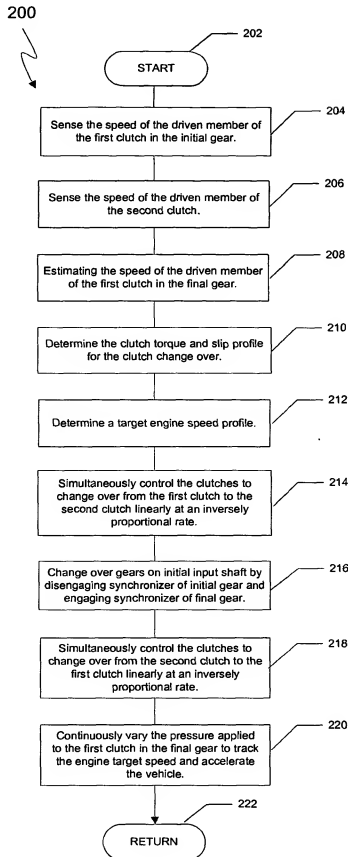 200
202
START
204
Sense the speed of the driven member of
the first clutch in the initial gear.
206
Sense the speed of the driven member of
the second clutch.
208
Estimating the speed of the driven member
of the first clutch in the final gear.
210
Determine the clutch torque and slip profile
for the clutch change over.
212
Determine a target engine speed profile.
214
Simultaneously control the clutches to
change over from the first clutch to the
second clutch linearly at an inversely
proportional rate.
216
Change over gears on initial input shaft by
disengaging synchronizer of initial gear and
engaging synchronizer of final gear.
218
Simultaneously control the clutches to
change over from the second clutch to the
first clutch linearly at an inversely
proportional rate.
220
Continuously vary the pressure applied
to the first clutch in the final gear to track
the engine target speed and accelerate
the vehicle.
222
RETURN